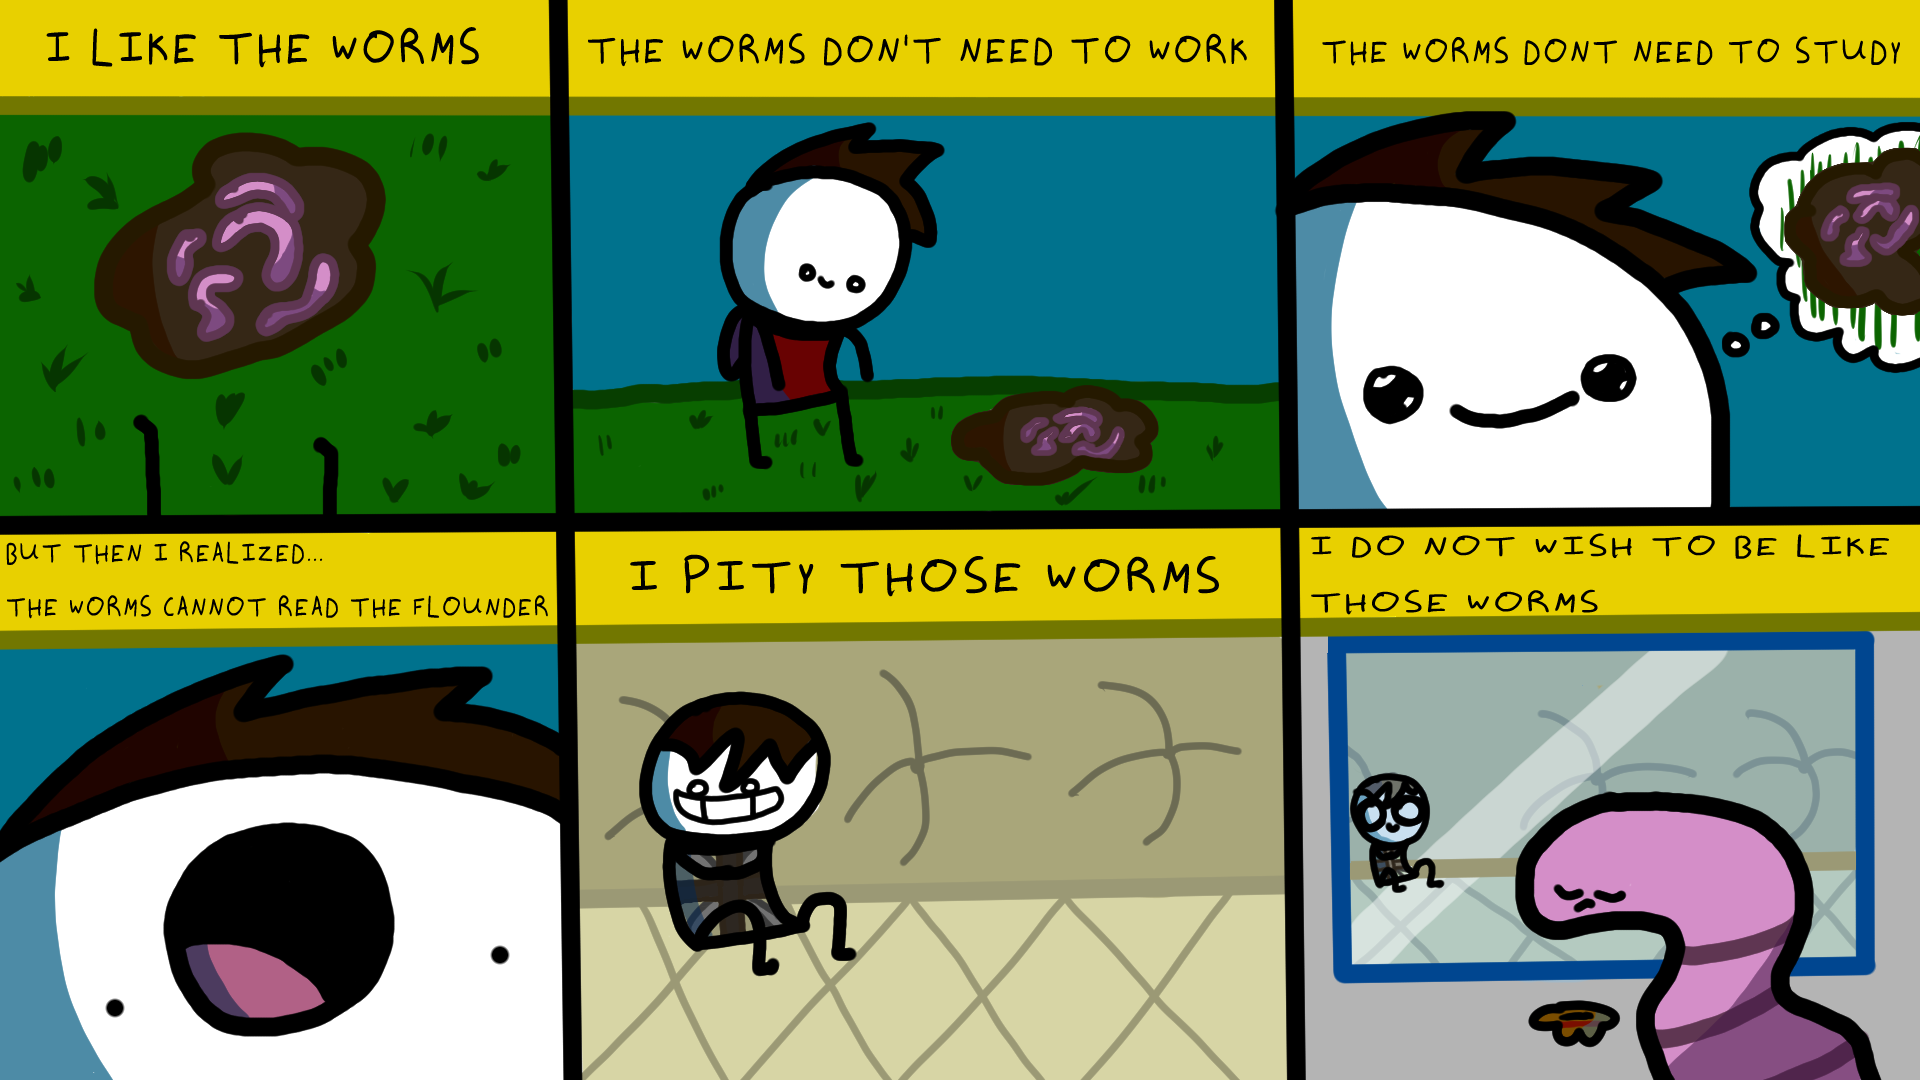 I LIKE THE WORMS
THE WORMS DON'T NEED TO WORK
THE WORMS DONT NEED TO STUDY
BUT THEN I REALIZED...
THE WORMS CANNOT READ THE FLOUNDER
I PITY THOSE WORMS
I DO NOT WISH TO BE LIKE
THOSE WORMS